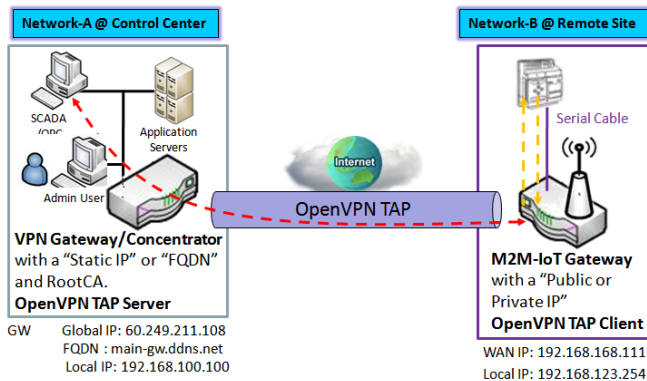 Network-A @ Control Center
Network-B @ Remote Site
SCADA
Application
Servers
Admin User
Internet
OpenVPN TAP
Serial Cable
VPN Gateway/Concentrator
with a “Static IP” or “FQDN”
and RootCA.
OpenVPN TAP Server
M2M-IoT Gateway
with a “Public or
Private IP”
OpenVPN TAP Client
GW Global IP: 60.249.211.108
FQDN : main-gw.ddns.net
Local IP: 192.168.100.100
WAN IP: 192.168.168.111
Local IP: 192.168.123.254